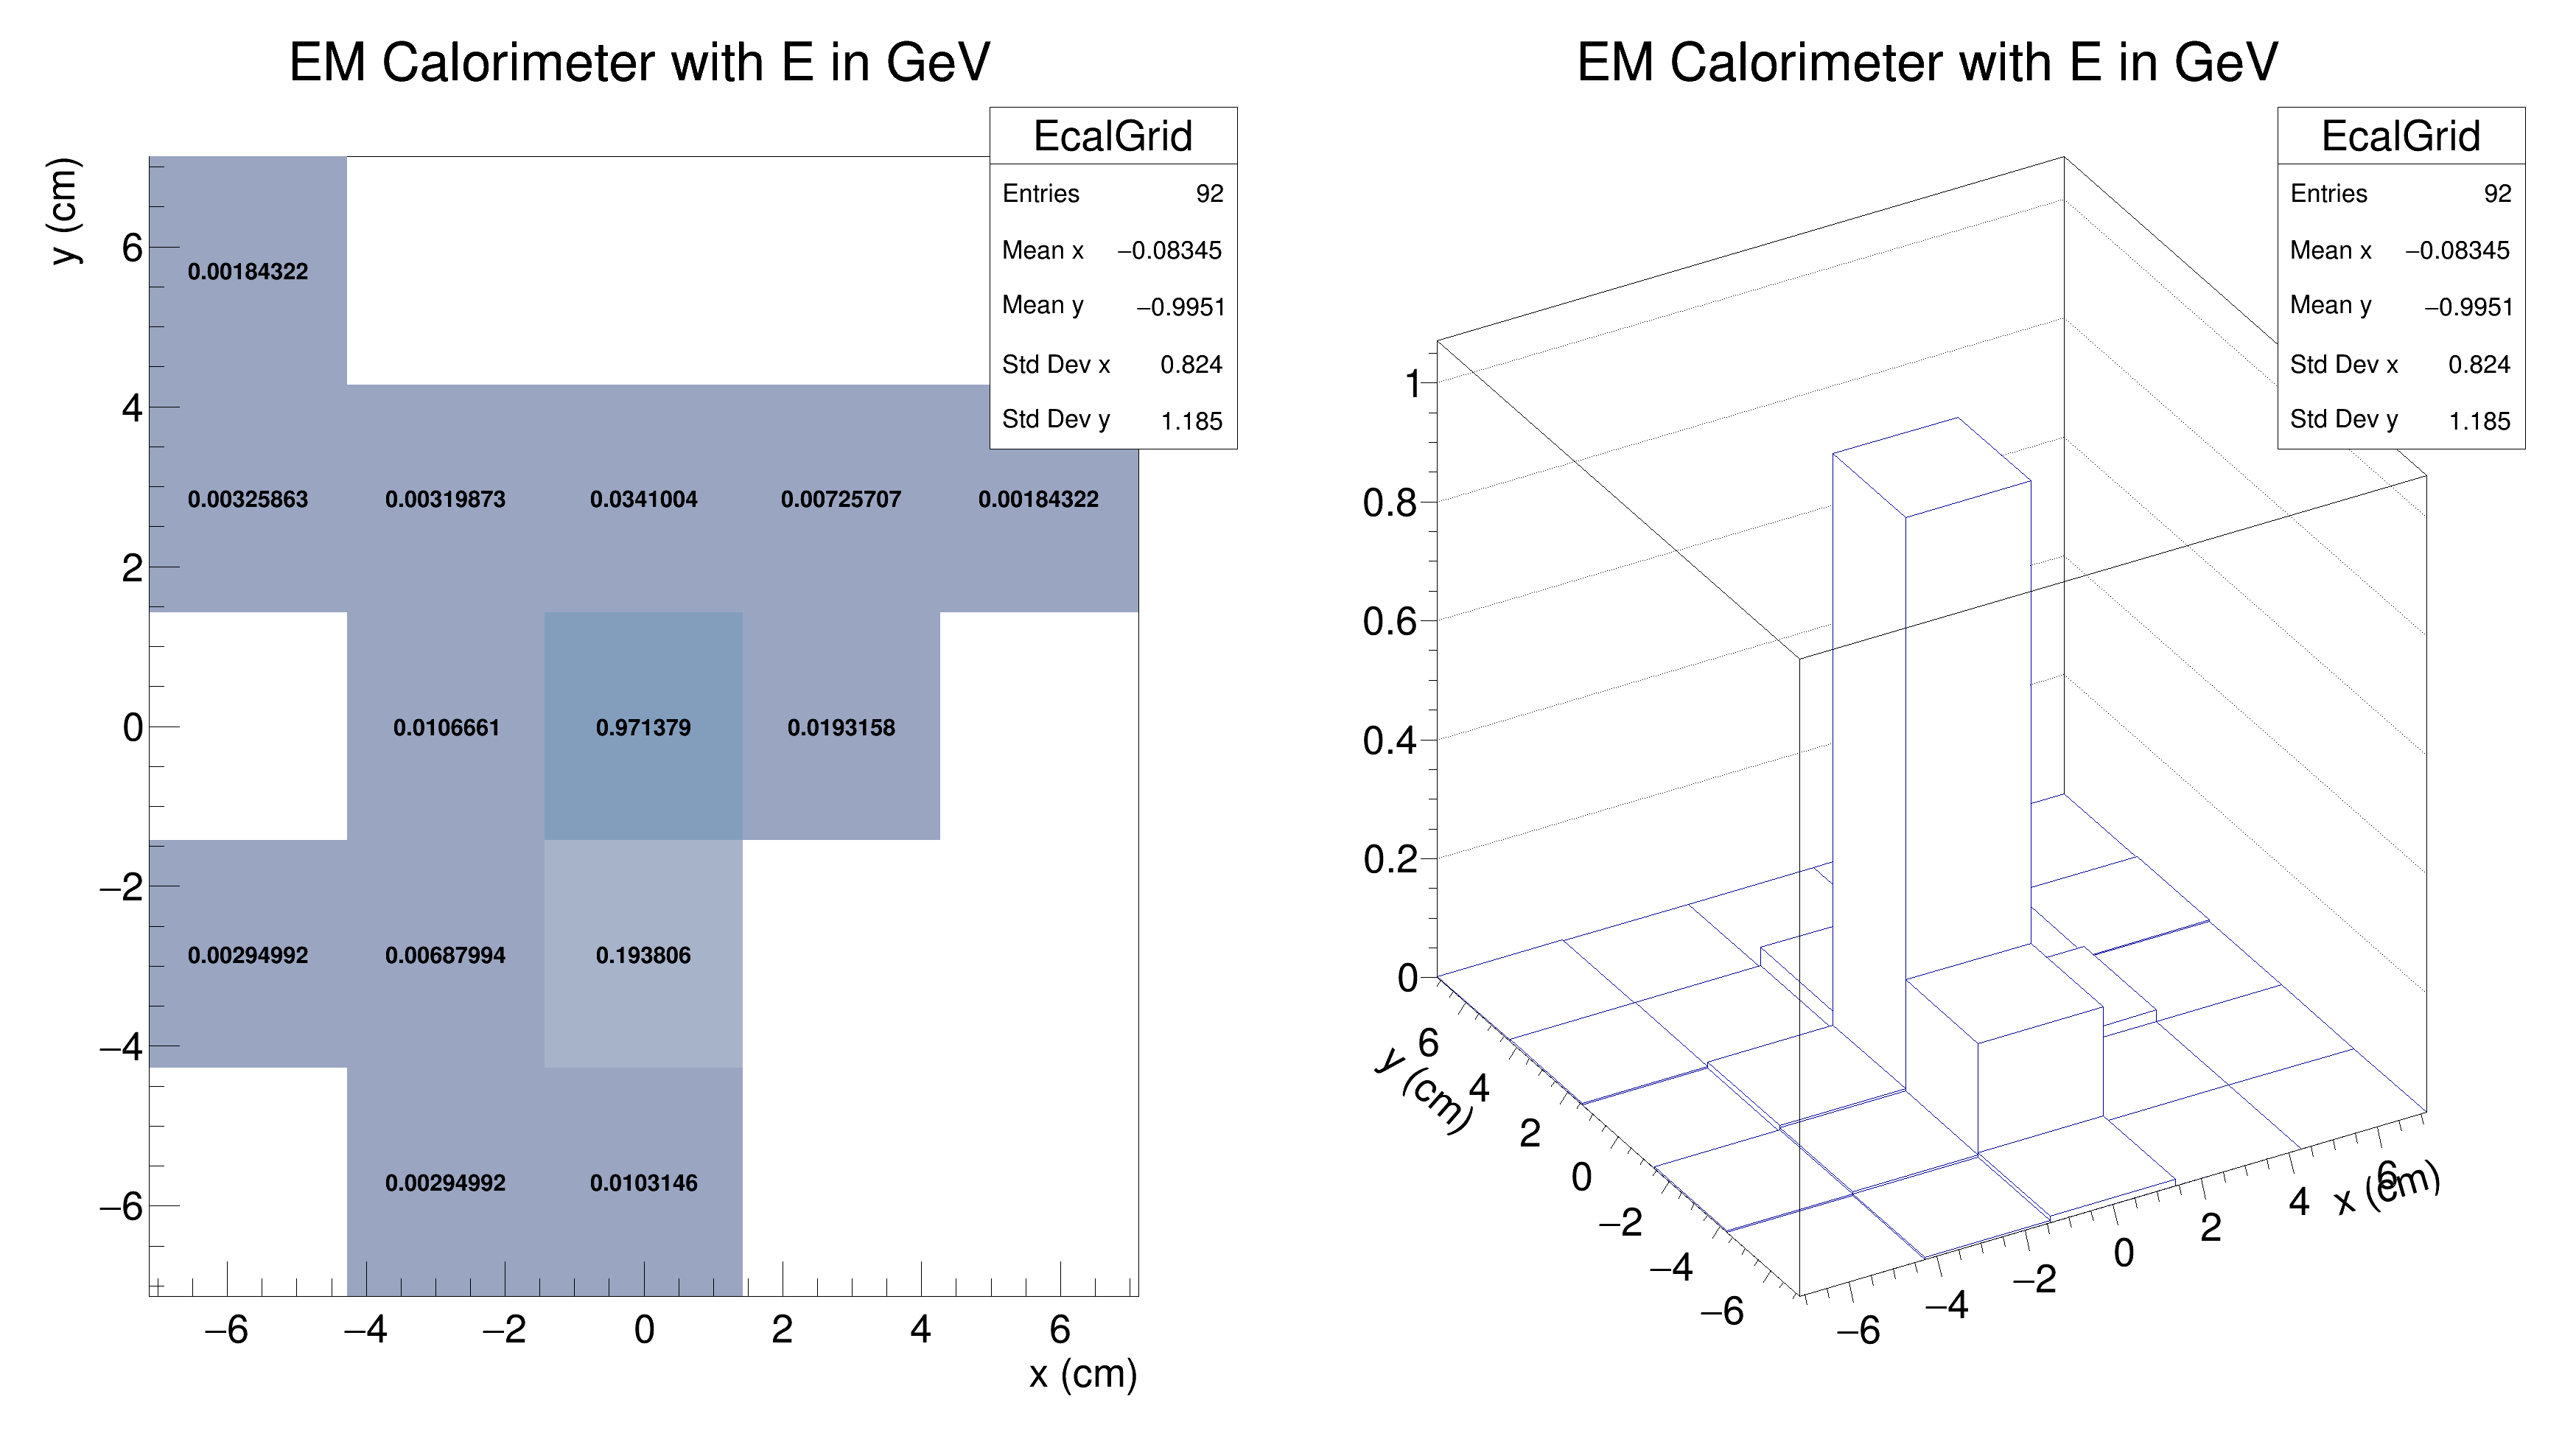 EM Calorimeter with E in GeV
EcalGrid
Entries 92
Mean x −0.08345
Mean y −0.9951
Std Dev x 0.824
Std Dev y 1.185
y (cm)
6
4
2
0
−2
−4
−6
0.00184322
0.00325863 0.00319873 0.0341004 0.00725707 0.00184322
0.0106661 0.971379 0.0193158
0.00294992 0.00687994 0.193806
0.00294992 0.0103146
−6 −4 −2 0 2 4 6
x (cm)
EM Calorimeter with E in GeV
EcalGrid
Entries 92
Mean x −0.08345
Mean y −0.9951
Std Dev x 0.824
Std Dev y 1.185
1
0.8
0.6
0.4
0.2
0
y (cm)
6
4
2
0
−2
−4
−6
−6
−4
−2
0
2
4
6
x (cm)